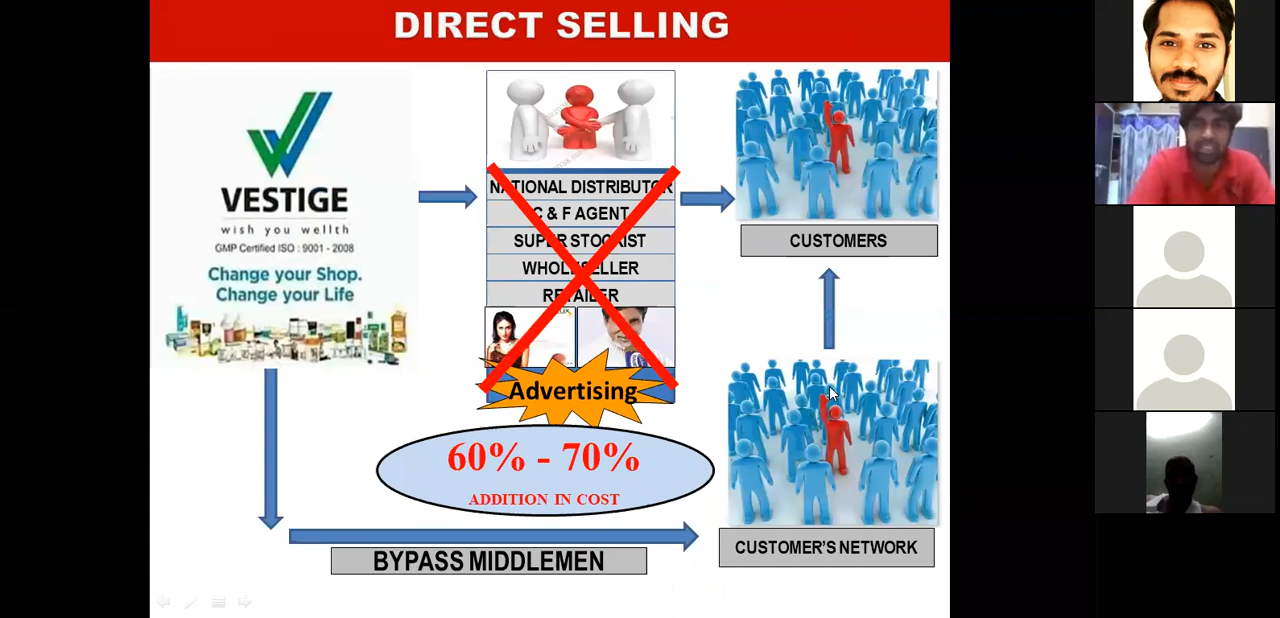 DIRECT SELLING
VESTIGE
wish you wellth
GMP Certified ISO : 9001 - 2008
Change your Shop.
Change your Life
NATIONAL DISTRIBUTOR
C & F AGENT
SUPER STOCKIST
WHOLESELLER
RETAILER
Advertising
60% - 70%
ADDITION IN COST
BYPASS MIDDLEMEN
CUSTOMERS
CUSTOMER'S NETWORK